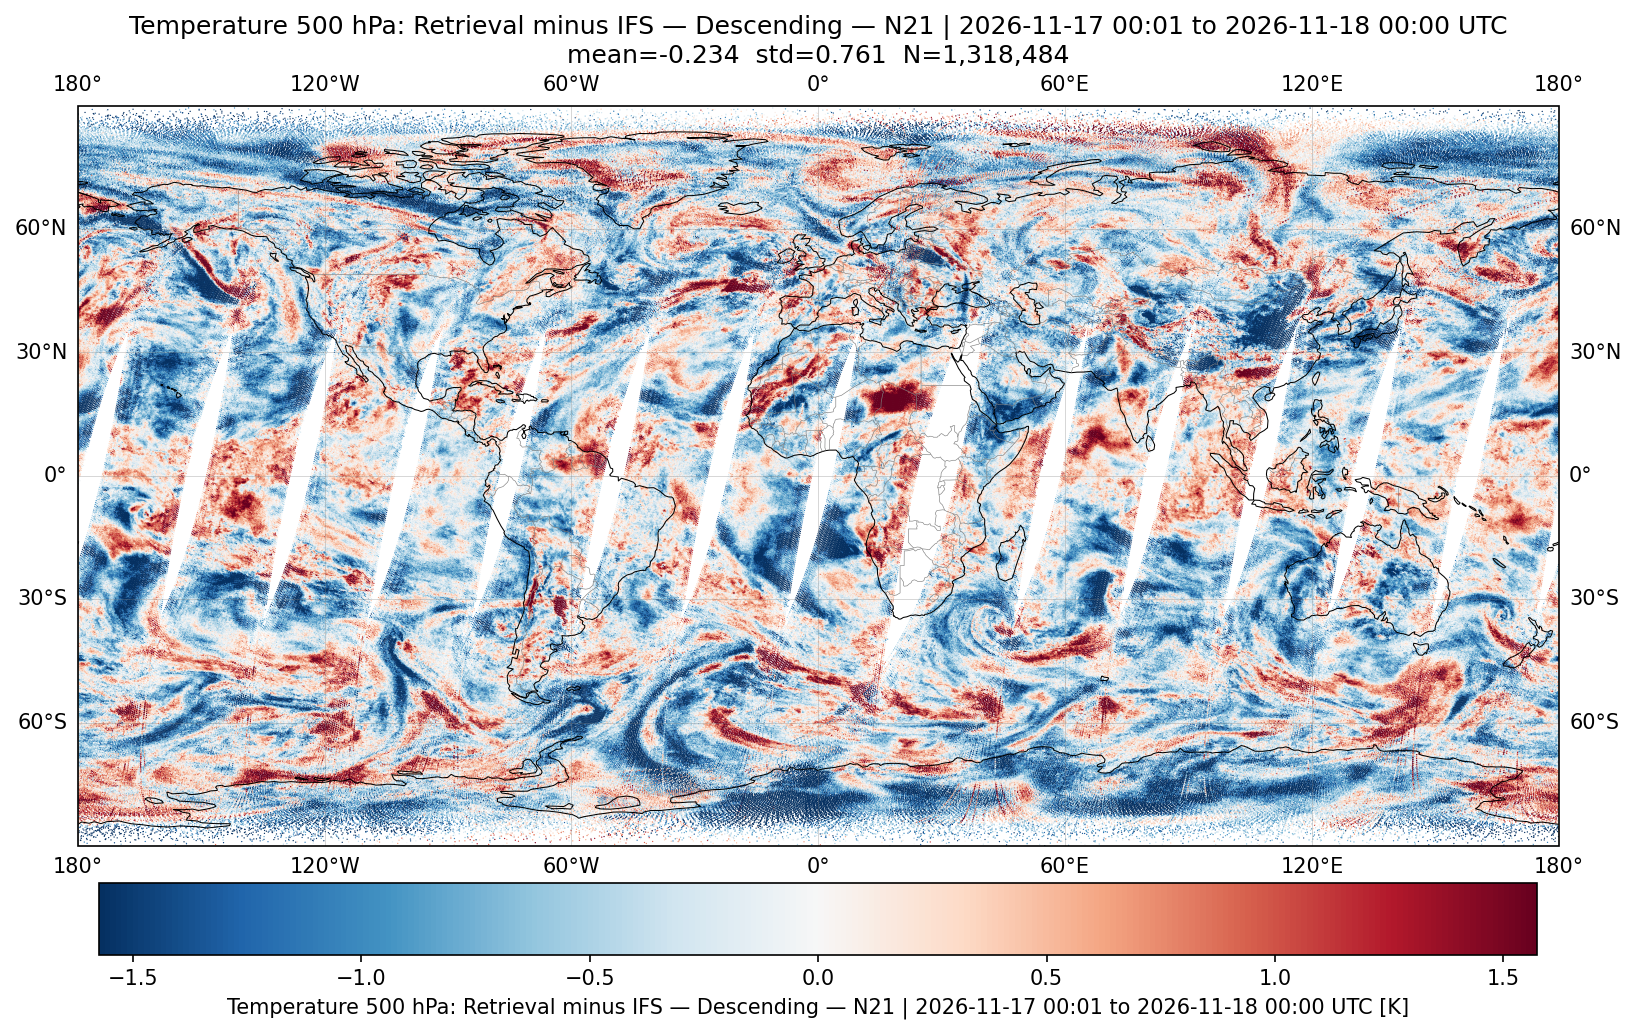 Temperature 500 hPa: Retrieval minus IFS — Descending — N21 | 2026-11-17 00:01 to 2026-11-18 00:00 UTC
mean=-0.234 std=0.761 N=1,318,484
180° 120°W 60°W 0° 60°E 120°E 180°
60°N 60°N
30°N 30°N
0° 0°
30°S 30°S
60°S 60°S
180° 120°W 60°W 0° 60°E 120°E 180°
−1.5 −1.0 −0.5 0.0 0.5 1.0 1.5
Temperature 500 hPa: Retrieval minus IFS — Descending — N21 | 2026-11-17 00:01 to 2026-11-18 00:00 UTC [K]